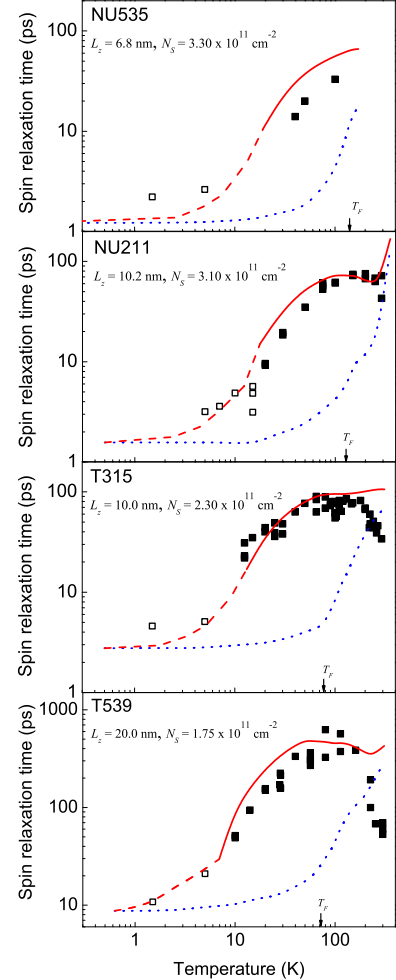 NU535
L_z = 6.8 nm, N_S = 3.30 x 10^11 cm^-2
100
10
1
Spin relaxation time (ps)
T_F
NU211
L_z = 10.2 nm, N_S = 3.10 x 10^11 cm^-2
100
10
1
Spin relaxation time (ps)
T_F
T315
L_z = 10.0 nm, N_S = 2.30 x 10^11 cm^-2
100
10
1
Spin relaxation time (ps)
T_F
T539
L_z = 20.0 nm, N_S = 1.75 x 10^11 cm^-2
1000
100
10
Spin relaxation time (ps)
T_F
1 10 100
Temperature (K)